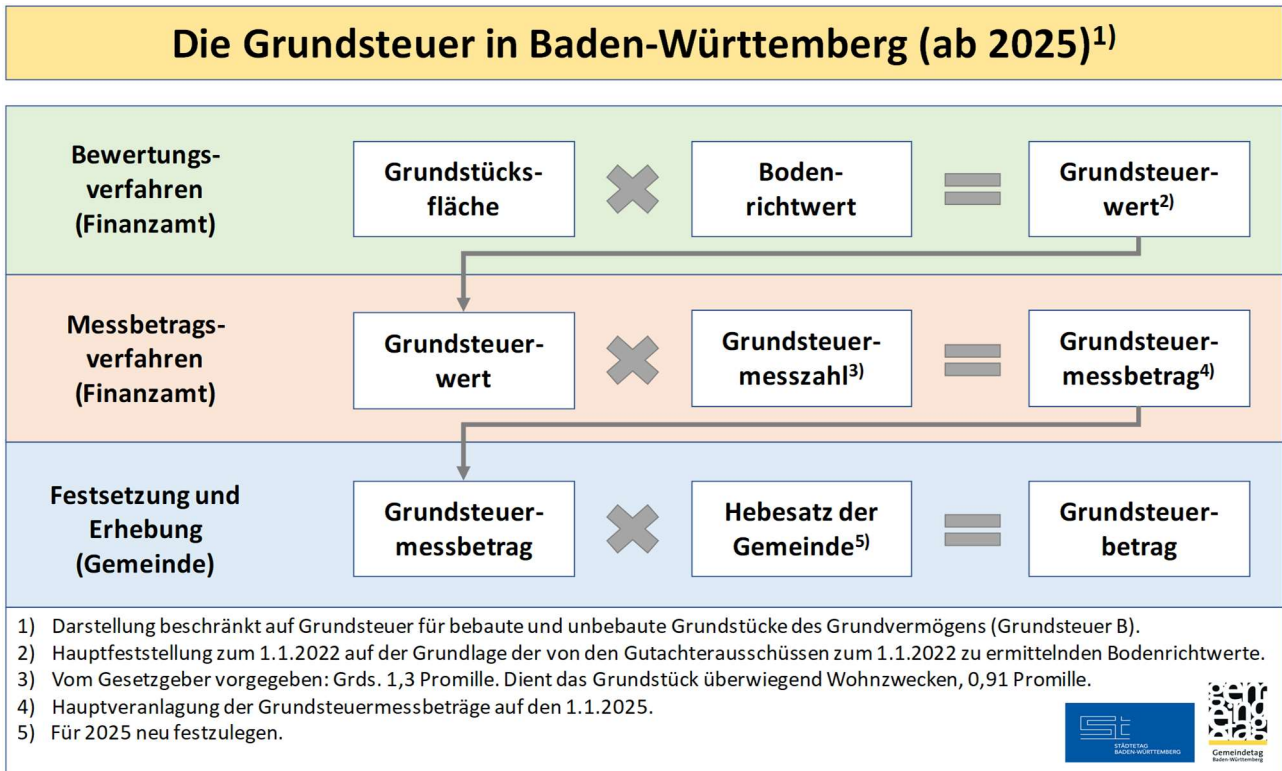 Die Grundsteuer in Baden-Württemberg (ab 2025)1)
Bewertungs-
verfahren
(Finanzamt)
Grundstücks-
fläche
Boden-
richtwert
Grundsteuer-
wert2)
Messbetrags-
verfahren
(Finanzamt)
Grundsteuer-
wert
Grundsteuer-
messzahl3)
Grundsteuer-
messbetrag4)
Festsetzung und
Erhebung
(Gemeinde)
Grundsteuer-
messbetrag
Hebesatz der
Gemeinde5)
Grundsteuer-
betrag
1) Darstellung beschränkt auf Grundsteuer für bebaute und unbebaute Grundstücke des Grundvermögens (Grundsteuer B).
2) Hauptfeststellung zum 1.1.2022 auf der Grundlage der von den Gutachterausschüssen zum 1.1.2022 zu ermittelnden Bodenrichtwerte.
3) Vom Gesetzgeber vorgegeben: Grds. 1,3 Promille. Dient das Grundstück überwiegend Wohnzwecken, 0,91 Promille.
4) Hauptveranlagung der Grundsteuermessbeträge auf den 1.1.2025.
5) Für 2025 neu festzulegen.
St
STÄDTETAG
BADEN-WÜRTTEMBERG
gem
eind
etag
Gemeindetag
Baden-Württemberg